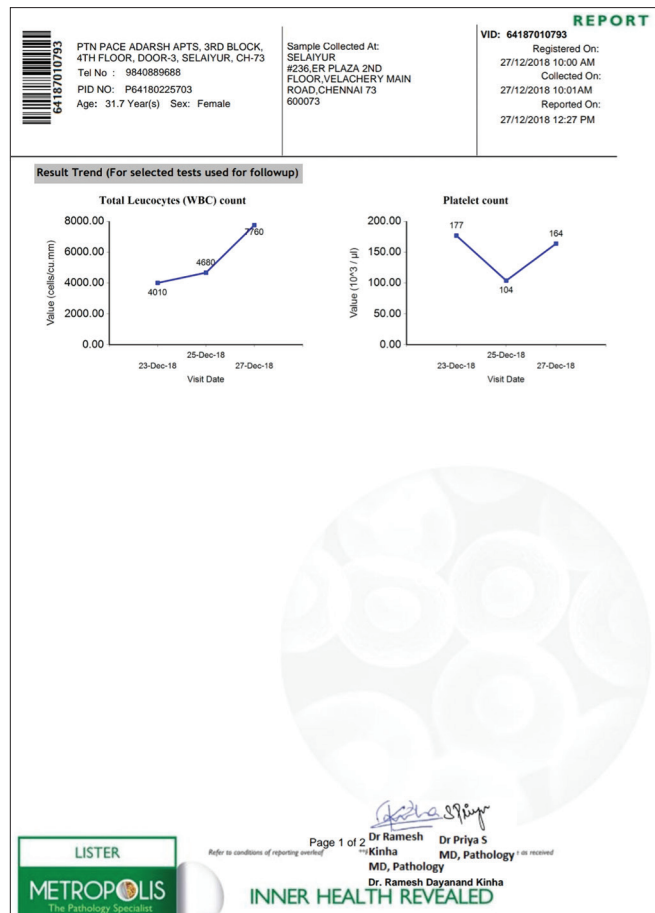 REPORT
64187010793
PTN PACE ADARSH APTS, 3RD BLOCK,
4TH FLOOR, DOOR-3, SELAIYUR, CH-73
Tel No : 9840889688
PID NO: P64180225703
Age: 31.7 Year(s) Sex: Female
Sample Collected At:
SELAIYUR
#236,ER PLAZA 2ND
FLOOR,VELACHERY MAIN
ROAD,CHENNAI 73
600073
VID: 64187010793
Registered On:
27/12/2018 10:00 AM
Collected On:
27/12/2018 10:01AM
Reported On:
27/12/2018 12:27 PM
Result Trend (For selected tests used for followup)
Total Leucocytes (WBC) count
Value (cells/cu.mm)
8000.00
6000.00
4000.00
2000.00
0.00
4010
4680
7760
23-Dec-18
25-Dec-18
27-Dec-18
Visit Date
Platelet count
Value (10^3 / µl)
200.00
150.00
100.00
50.00
0.00
177
104
164
23-Dec-18
25-Dec-18
27-Dec-18
Visit Date
Page 1 of 2
Refer to conditions of reporting overleaf
as received
Dr Ramesh
Kinha
MD, Pathology
Dr Priya S
MD, Pathology
Dr. Ramesh Dayanand Kinha
LISTER
METROPOLIS
The Pathology Specialist
INNER HEALTH REVEALED